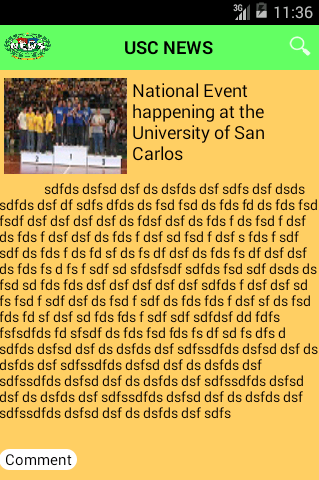 3G 11:36
USC NEWS
National Event
happening at the
University of San
Carlos
2 1 3
sdfds dsfsd dsf ds dsfds dsf sdfs dsf dsds
sdfds dsf df sdfs dfds ds fsd fsd ds fds fd ds fds fsd
fsdf dsf dsf dsf dsf ds fdsf dsf ds fds f ds fsd f dsf
ds fds f dsf dsf ds fds f dsf sd fsd f dsf s fds f sdf
sdf ds fds f ds fd sf ds fs df dsf ds fds fs df dsf dsf
ds fds fs d fs f sdf sd sfdsfsdf sdfds fsd sdf dsds ds
fsd sd fds fds dsf dsf dsf dsf dsf sdfds f dsf dsf sd
fs fsd f sdf dsf ds fsd f sdf ds fds fds f dsf sf ds fsd
fds fd sf dsf sd fds fds f sdf sdf sdfdsf dd fdfs
fsfsdfds fd sfsdf ds fds fsd fds fs df sd fs dfs d
sdfds dsfsd dsf ds dsfds dsf sdfssdfds dsfsd dsf ds
dsfds dsf sdfssdfds dsfsd dsf ds dsfds dsf
sdfssdfds dsfsd dsf ds dsfds dsf sdfssdfds dsfsd
dsf ds dsfds dsf sdfssdfds dsfsd dsf ds dsfds dsf
sdfssdfds dsfsd dsf ds dsfds dsf sdfs
Comment